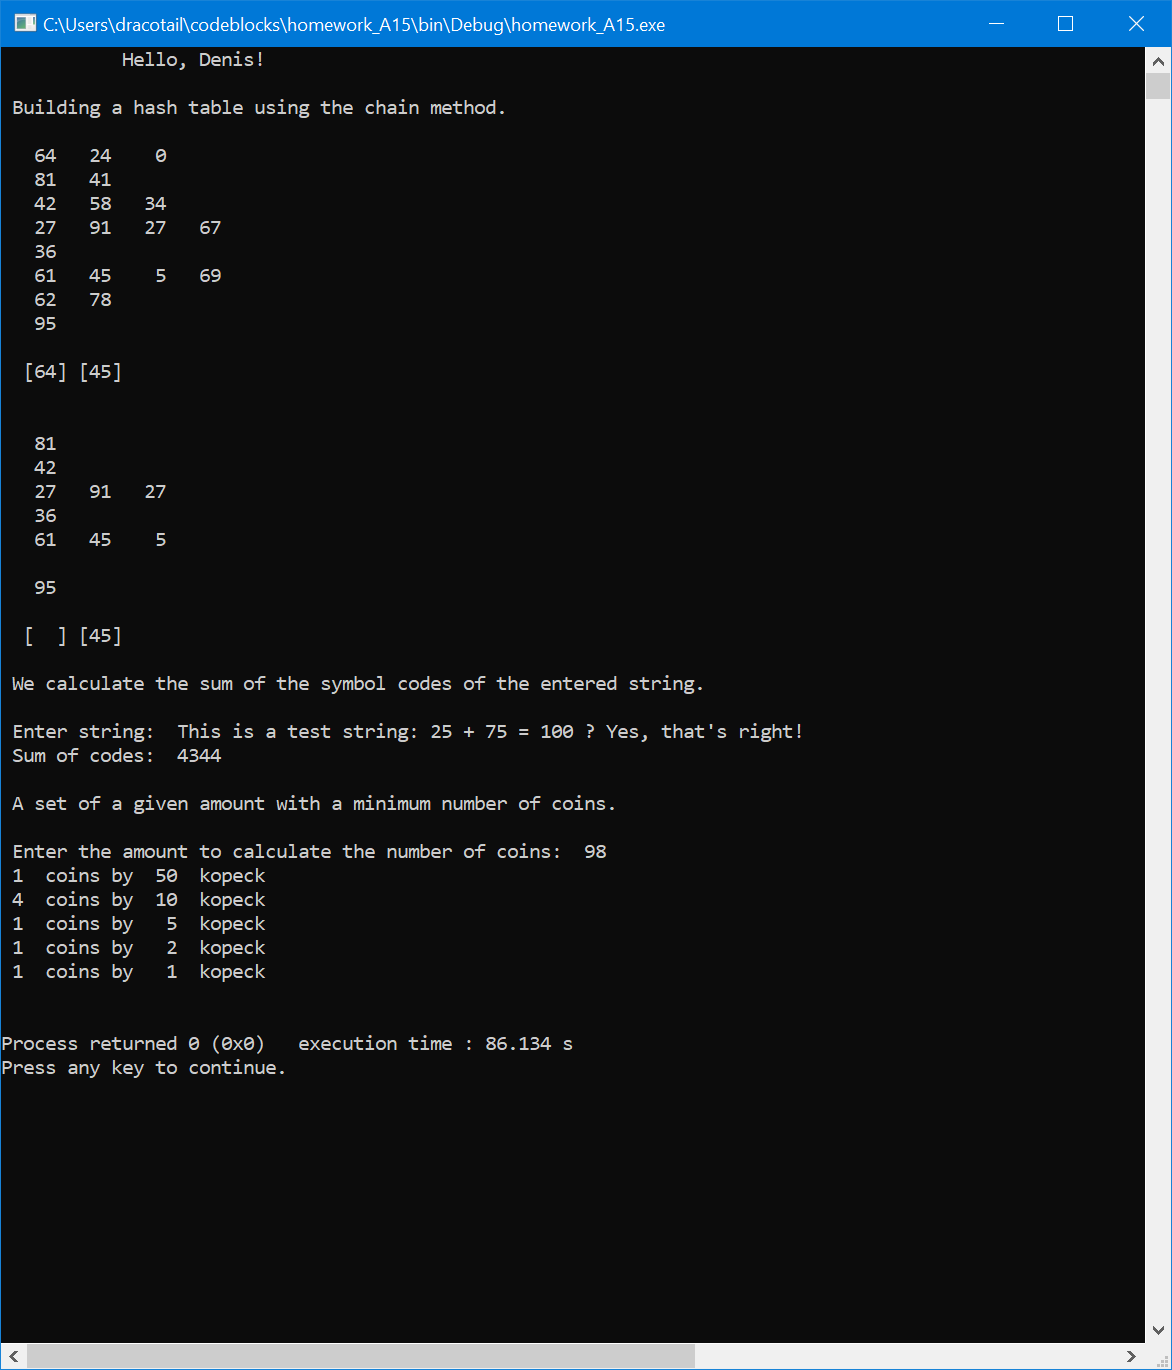 C:\Users\dracotail\codeblocks\homework_A15\bin\Debug\homework_A15.exe
Hello, Denis!
Building a hash table using the chain method.
64 24 0
81 41
42 58 34
27 91 27 67
36
61 45 5 69
62 78
95
[64] [45]
81
42
27 91 27
36
61 45 5
95
[  ] [45]
We calculate the sum of the symbol codes of the entered string.
Enter string:  This is a test string: 25 + 75 = 100 ? Yes, that's right!
Sum of codes:  4344
A set of a given amount with a minimum number of coins.
Enter the amount to calculate the number of coins:  98
1  coins by  50  kopeck
4  coins by  10  kopeck
1  coins by   5  kopeck
1  coins by   2  kopeck
1  coins by   1  kopeck
Process returned 0 (0x0)   execution time : 86.134 s
Press any key to continue.